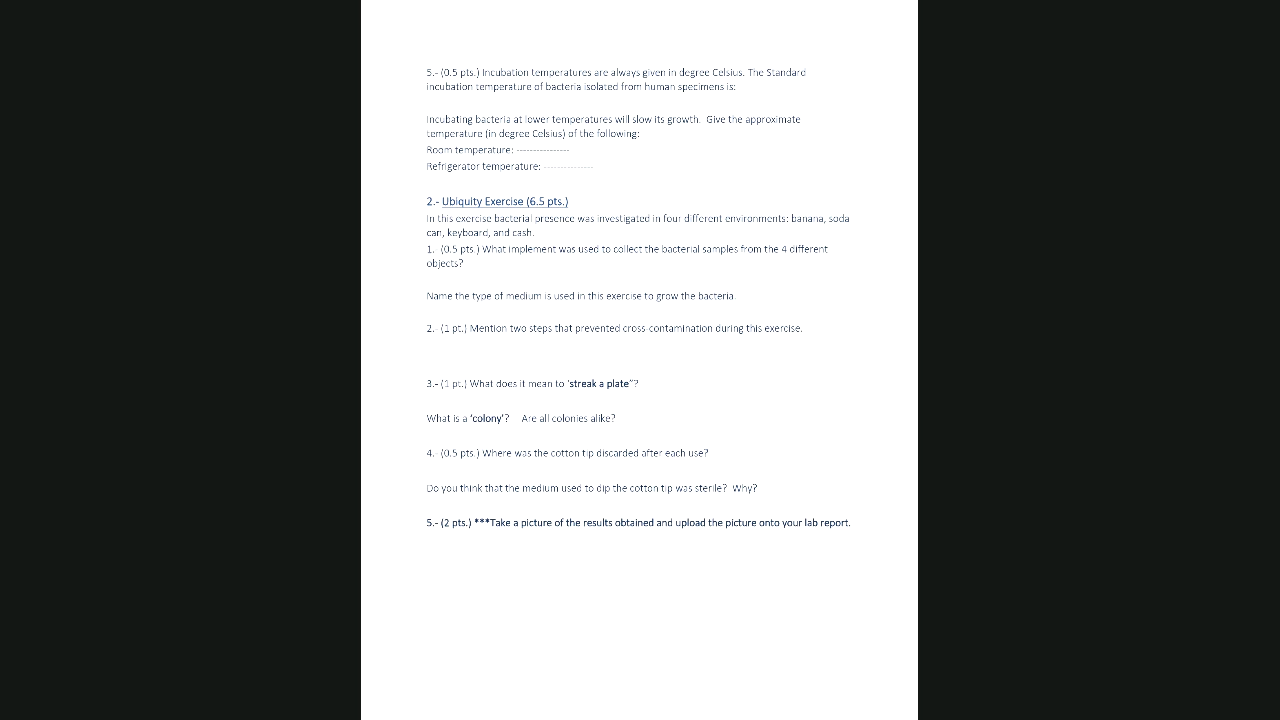 5.- (0.5 pts.) Incubation temperatures are always given in degree Celsius. The Standard
incubation temperature of bacteria isolated from human specimens is:
Incubating bacteria at lower temperatures will slow its growth.  Give the approximate
temperature (in degree Celsius) of the following:
Room temperature: ----------------
Refrigerator temperature: ---------------
2.- Ubiquity Exercise (6.5 pts.)
In this exercise bacterial presence was investigated in four different environments: banana, soda
can, keyboard, and cash.
1.- (0.5 pts.) What implement was used to collect the bacterial samples from the 4 different
objects?
Name the type of medium is used in this exercise to grow the bacteria.
2.- (1 pt.) Mention two steps that prevented cross-contamination during this exercise.
3.- (1 pt.) What does it mean to 'streak a plate"?
What is a ‘colony’?    Are all colonies alike?
4.- (0.5 pts.) Where was the cotton tip discarded after each use?
Do you think that the medium used to dip the cotton tip was sterile?  Why?
5.- (2 pts.) ***Take a picture of the results obtained and upload the picture onto your lab report.